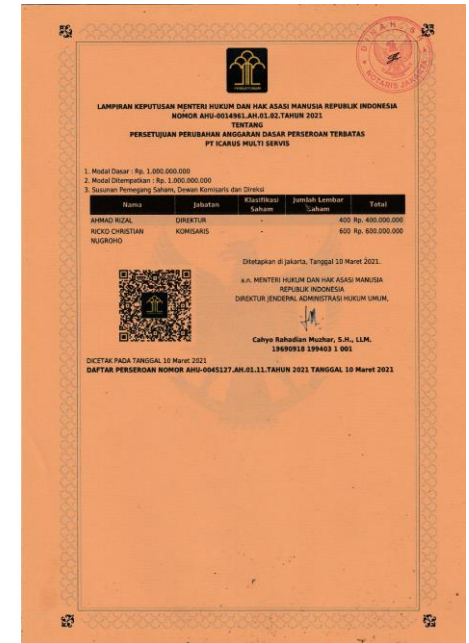 DINAH, S.H
NOTARIS JAKARTA
PENGAYOMAN
LAMPIRAN KEPUTUSAN MENTERI HUKUM DAN HAK ASASI MANUSIA REPUBLIK INDONESIA
NOMOR AHU-0014961.AH.01.02.TAHUN 2021
TENTANG
PERSETUJUAN PERUBAHAN ANGGARAN DASAR PERSEROAN TERBATAS
PT ICARUS MULTI SERVIS
1. Modal Dasar : Rp. 1.000.000.000
2. Modal Ditempatkan : Rp. 1.000.000.000
3. Susunan Pemegang Saham, Dewan Komisaris dan Direksi
Nama Jabatan Klasifikasi Saham Jumlah Lembar Saham Total
AHMAD RIZAL DIREKTUR - 400 Rp. 400.000.000
RICKO CHRISTIAN NUGROHO KOMISARIS - 600 Rp. 600.000.000
Ditetapkan di Jakarta, Tanggal 10 Maret 2021.
a.n. MENTERI HUKUM DAN HAK ASASI MANUSIA
REPUBLIK INDONESIA
DIREKTUR JENDERAL ADMINISTRASI HUKUM UMUM,
Cahyo Rahadian Muzhar, S.H., LLM.
19690918 199403 1 001
DICETAK PADA TANGGAL 10 Maret 2021
DAFTAR PERSEROAN NOMOR AHU-0045127.AH.01.11.TAHUN 2021 TANGGAL 10 Maret 2021